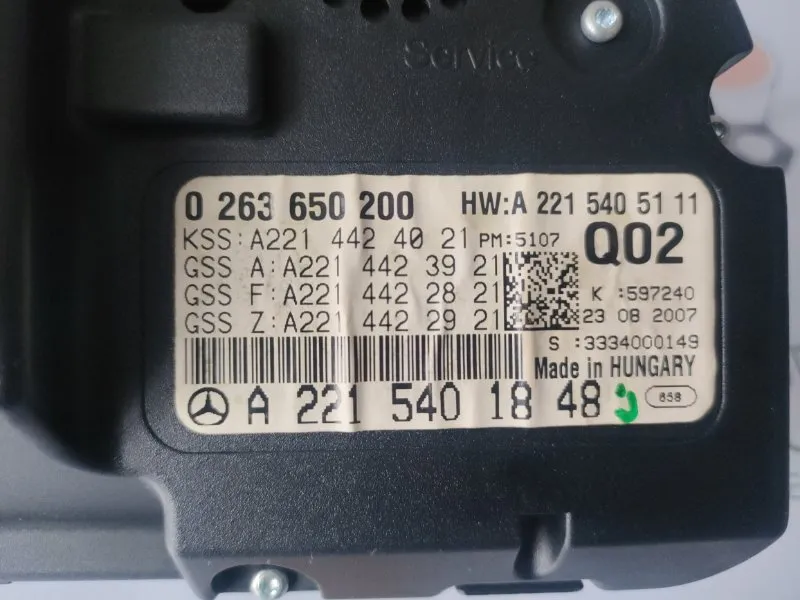 Service
0 263 650 200 HW:A 221 540 51 11
KSS:A221 442 40 21 PM:5107 Q02
GSS A:A221 442 39 21
GSS F:A221 442 28 21 K :597240
GSS Z:A221 442 29 21 23 08 2007
S :3334000149
Made in HUNGARY
A 221 540 18 48 658